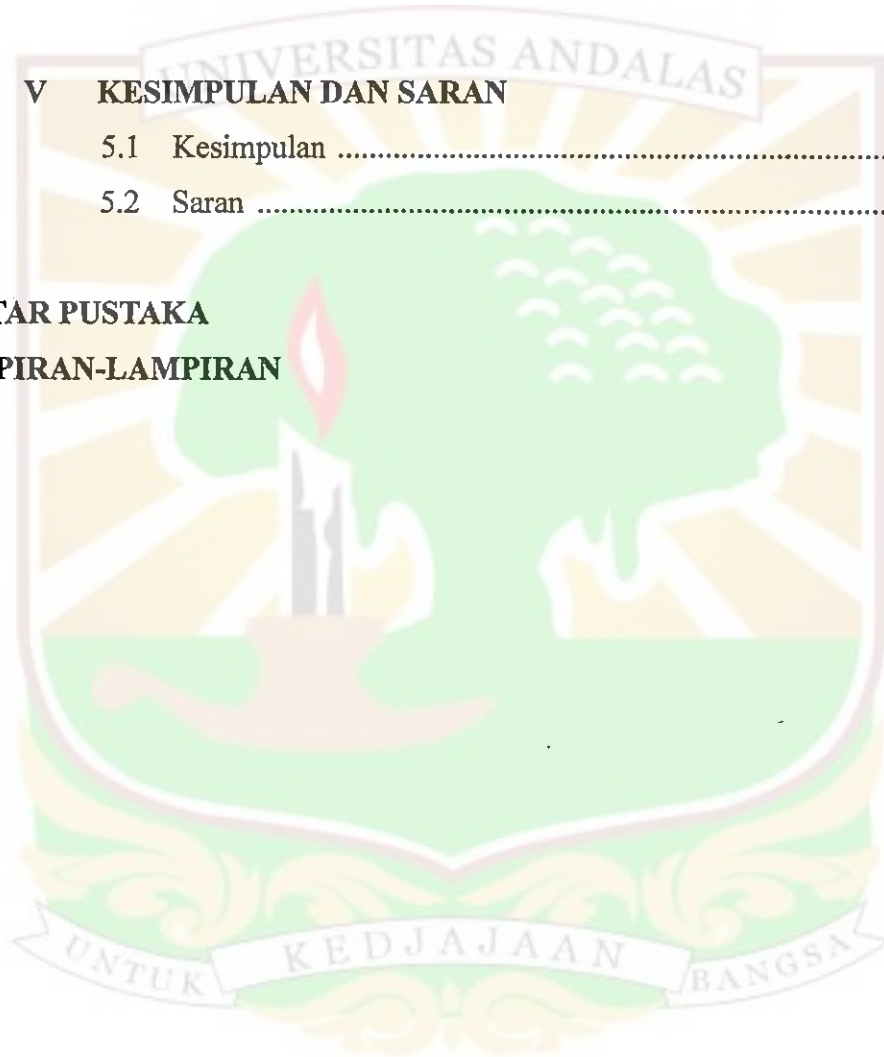 UNIVERSITAS ANDALAS
V KESIMPULAN DAN SARAN
5.1 Kesimpulan ................................................................................
5.2 Saran ................................................................................
TAR PUSTAKA
PIRAN-LAMPIRAN
UNTUK KEDJAJAAN BANGSA